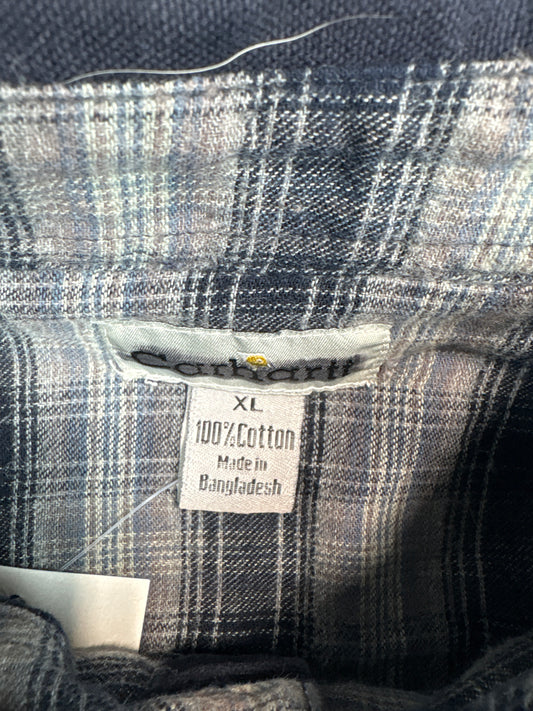 Carhartt
XL
100% Cotton
Made in
Bangladesh